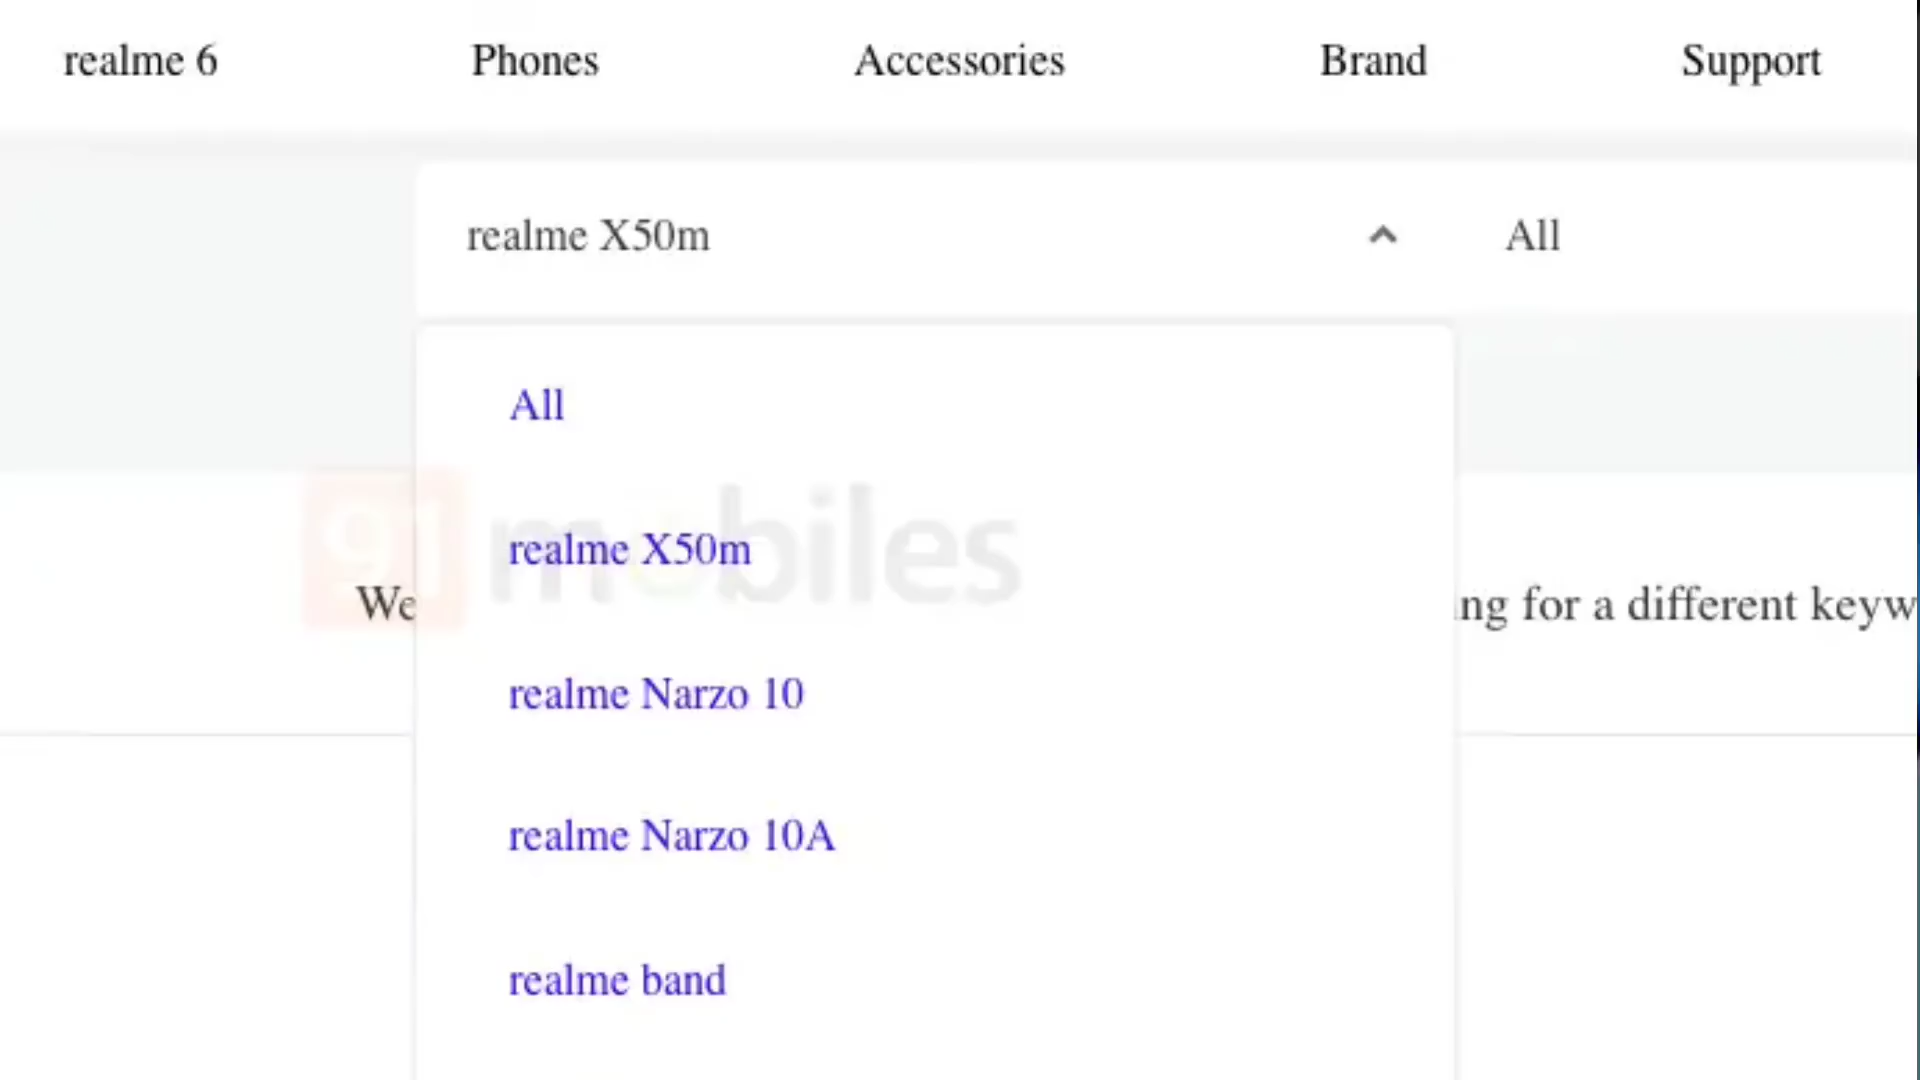 realme 6 Phones Accessories Brand Support
realme X50m All
All
realme X50m
91mobiles
We ng for a different keyw
realme Narzo 10
realme Narzo 10A
realme band